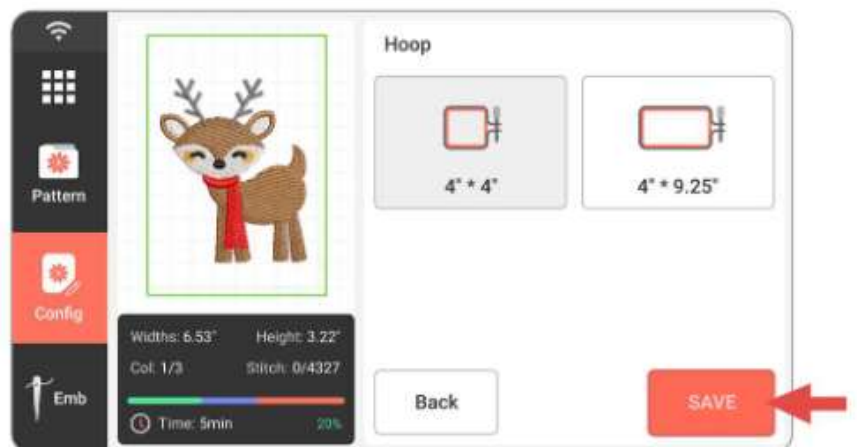 Hoop
Pattern
4" * 4"
4" * 9.25"
Config
Widths: 6.53"
Height: 3.22"
Col: 1/3
Stitch: 0/4327
Emb
Time: 5min
20%
Back
SAVE